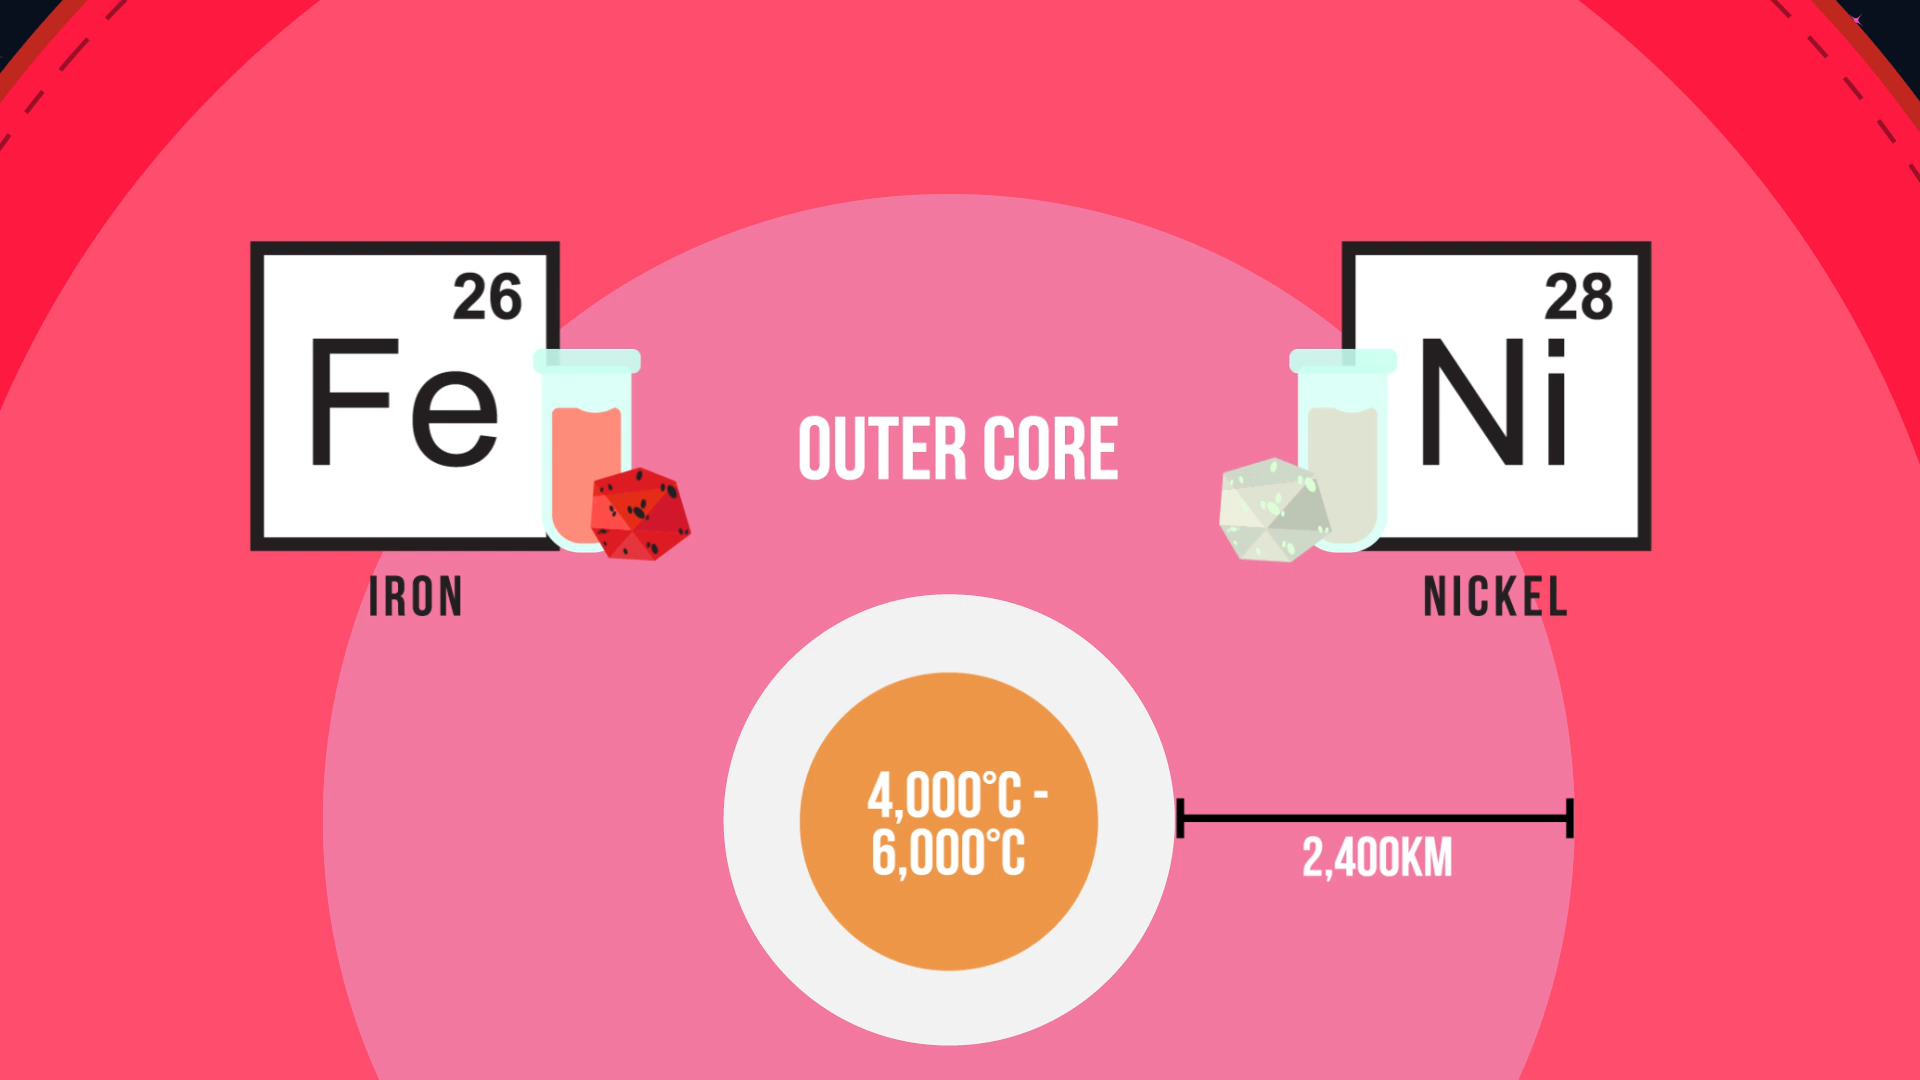 26
Fe
IRON
OUTER CORE
28
Ni
NICKEL
4,000°C -
6,000°C
2,400KM